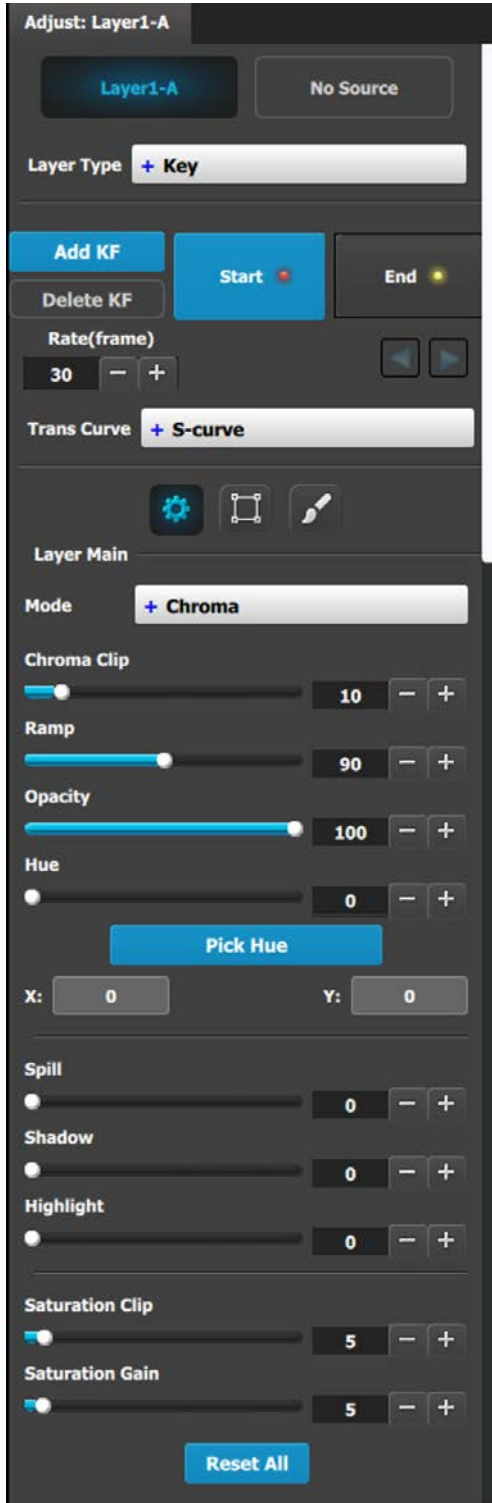 Adjust: Layer1-A
Layer1-A No Source
Layer Type + Key
Add KF
Start End
Delete KF
Rate(frame)
30 − +
Trans Curve + S-curve
Layer Main
Mode + Chroma
Chroma Clip
10 − +
Ramp
90 − +
Opacity
100 − +
Hue
0 − +
Pick Hue
X: 0 Y: 0
Spill
0 − +
Shadow
0 − +
Highlight
0 − +
Saturation Clip
5 − +
Saturation Gain
5 − +
Reset All